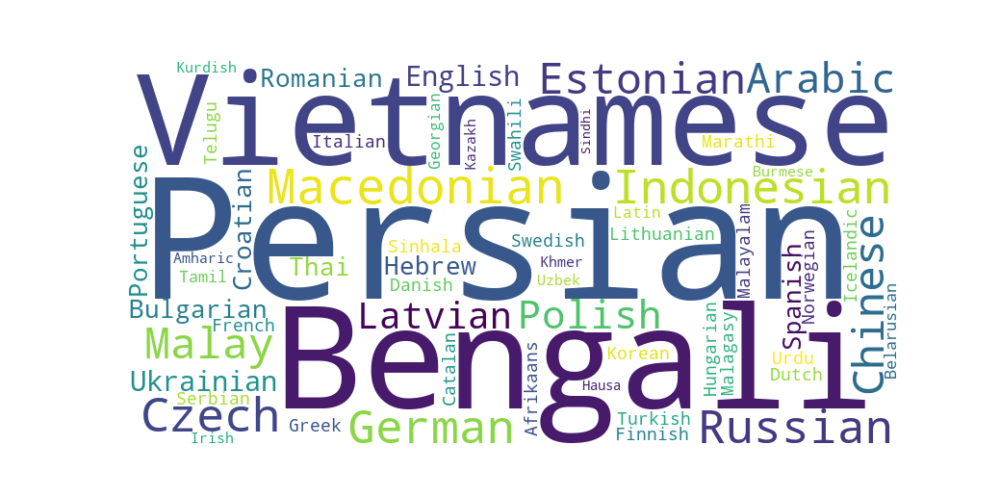 Kurdish
Romanian
English
Estonian
Arabic
Vietnamese
Telugu
Italian
Georgian
Kazakh
Swahili
Sindhi
Marathi
Portuguese
Croatian
Macedonian
Indonesian
Burmese
Persian
Amharic
Tamil
Thai
Sinhala
Hebrew
Danish
Swedish
Khmer
Uzbek
Latin
Lithuanian
Malayalam
Spanish
Norwegian
Icelandic
Chinese
Belarusian
Bulgarian
French
Latvian
Polish
Malay
Bengali
Ukrainian
Serbian
Czech
Irish
Greek
German
Catalan
Afrikaans
Hausa
Korean
Turkish
Finnish
Hungarian
Malagasy
Urdu
Dutch
Russian